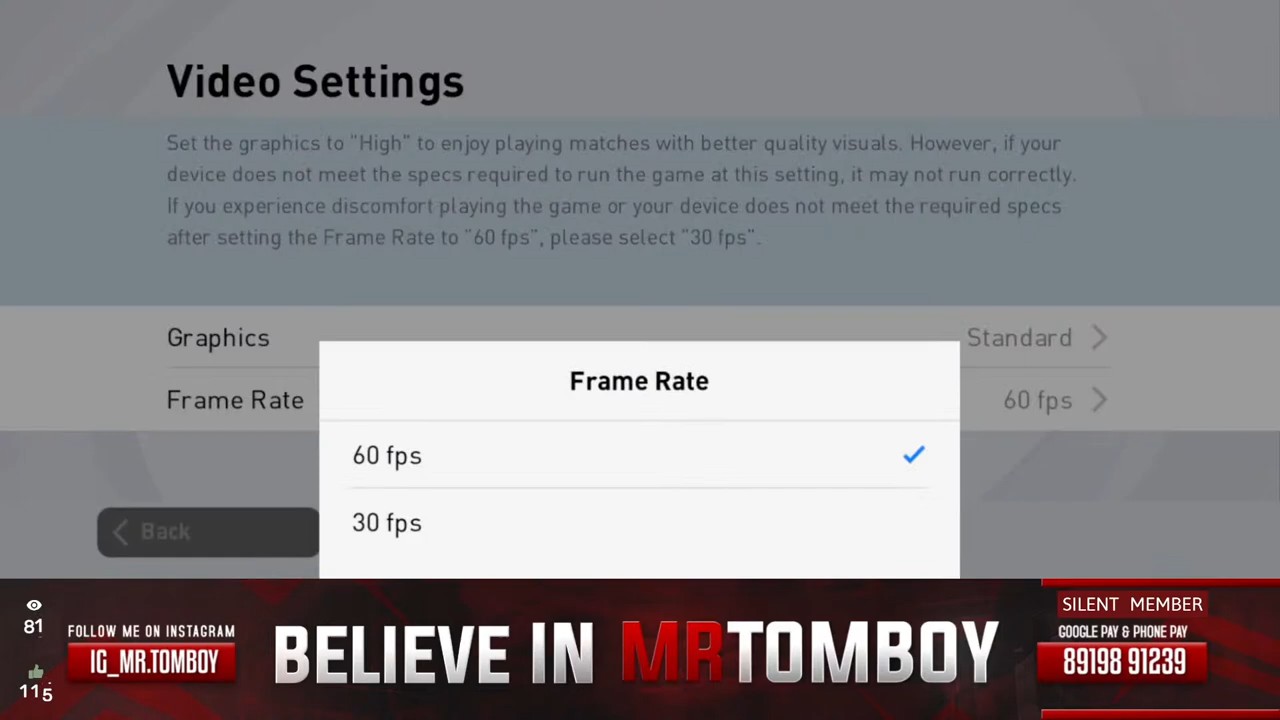 Video Settings
Set the graphics to "High" to enjoy playing matches with better quality visuals. However, if your
device does not meet the specs required to run the game at this setting, it may not run correctly.
If you experience discomfort playing the game or your device does not meet the required specs
after setting the Frame Rate to "60 fps", please select "30 fps".
Graphics
Standard
Frame Rate
60 fps
Frame Rate
60 fps
30 fps
Back
81
115
FOLLOW ME ON INSTAGRAM
IG_MR.TOMBOY
BELIEVE IN MRTOMBOY
SILENT MEMBER
GOOGLE PAY & PHONE PAY
89198 91239